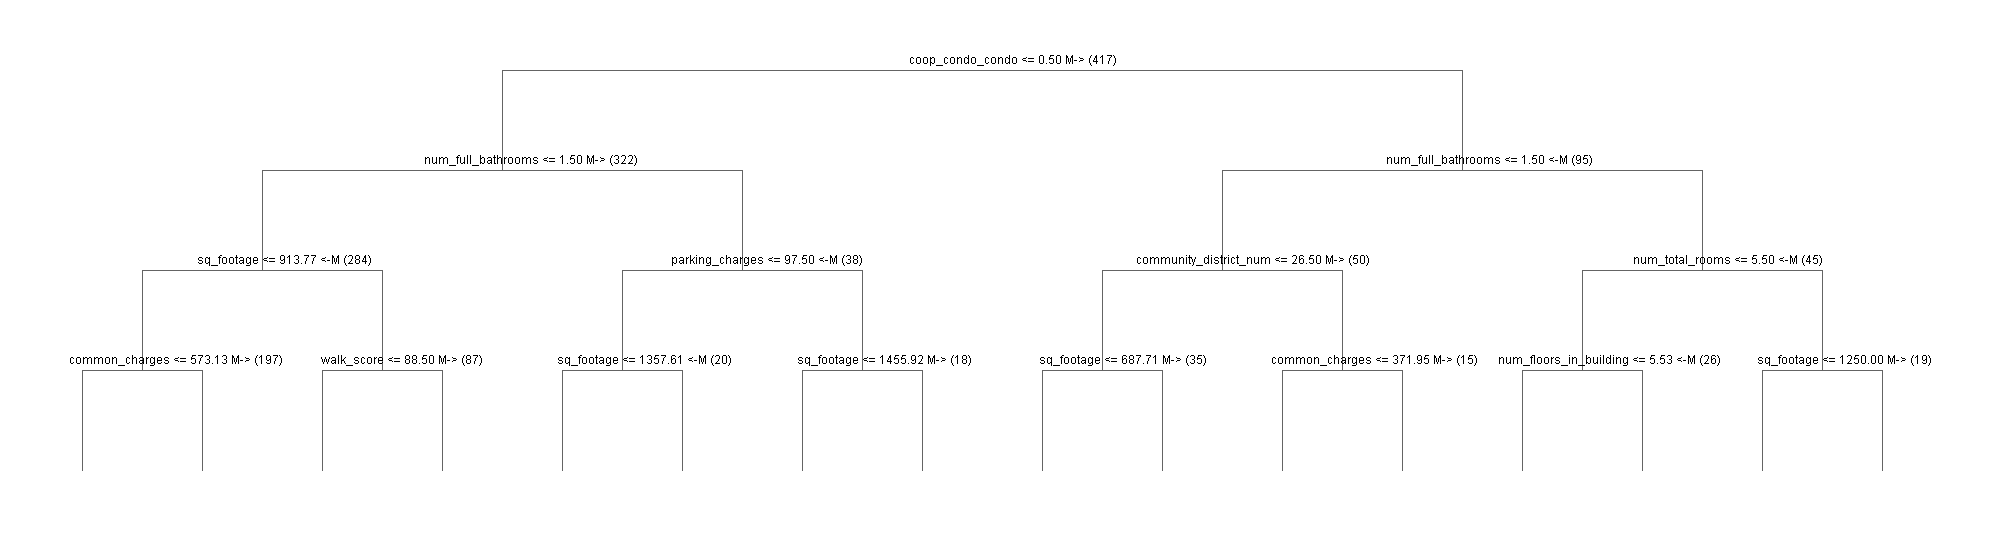 coop_condo_condo <= 0.50 M-> (417)
num_full_bathrooms <= 1.50 M-> (322)
num_full_bathrooms <= 1.50 <-M (95)
sq_footage <= 913.77 <-M (284)
parking_charges <= 97.50 <-M (38)
community_district_num <= 26.50 M-> (50)
num_total_rooms <= 5.50 <-M (45)
common_charges <= 573.13 M-> (197)
walk_score <= 88.50 M-> (87)
sq_footage <= 1357.61 <-M (20)
sq_footage <= 1455.92 M-> (18)
sq_footage <= 687.71 M-> (35)
common_charges <= 371.95 M-> (15)
num_floors_in_building <= 5.53 <-M (26)
sq_footage <= 1250.00 M-> (19)